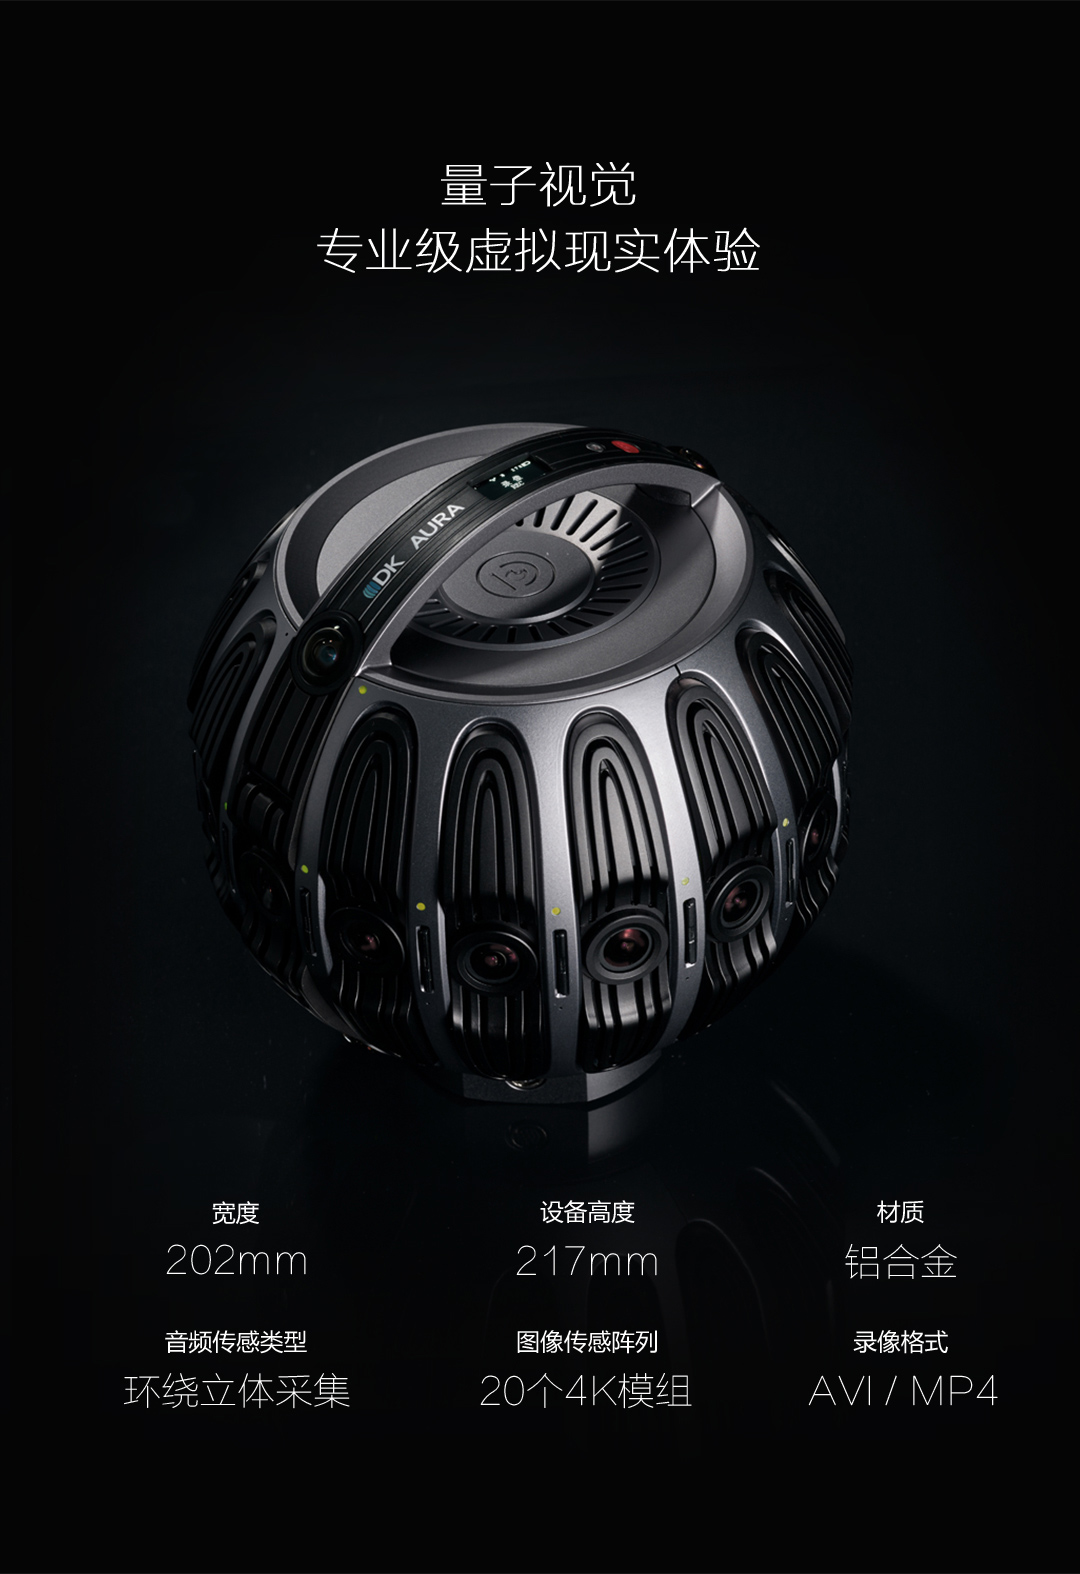 量子视觉
专业级虚拟现实体验
DK AURA
宽度
设备高度
材质
202mm
217mm
铝合金
音频传感类型
图像传感阵列
录像格式
环绕立体采集
20个4K模组
AVI / MP4